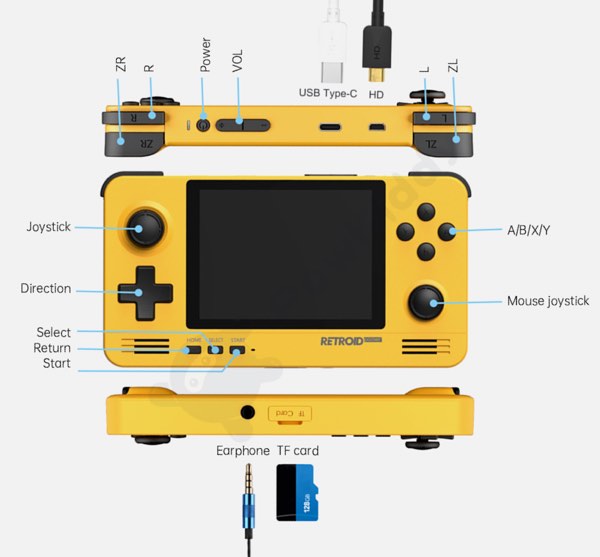 ZR
R
Power
VOL
L
ZL
HD
USB Type-C
HD
R
L
ZR
ZL
Joystick
A/B/X/Y
Direction
Mouse joystick
Select
Return
Start
HOME
SELECT
START
RETROID
TF Card
Earphone
TF card
128GB